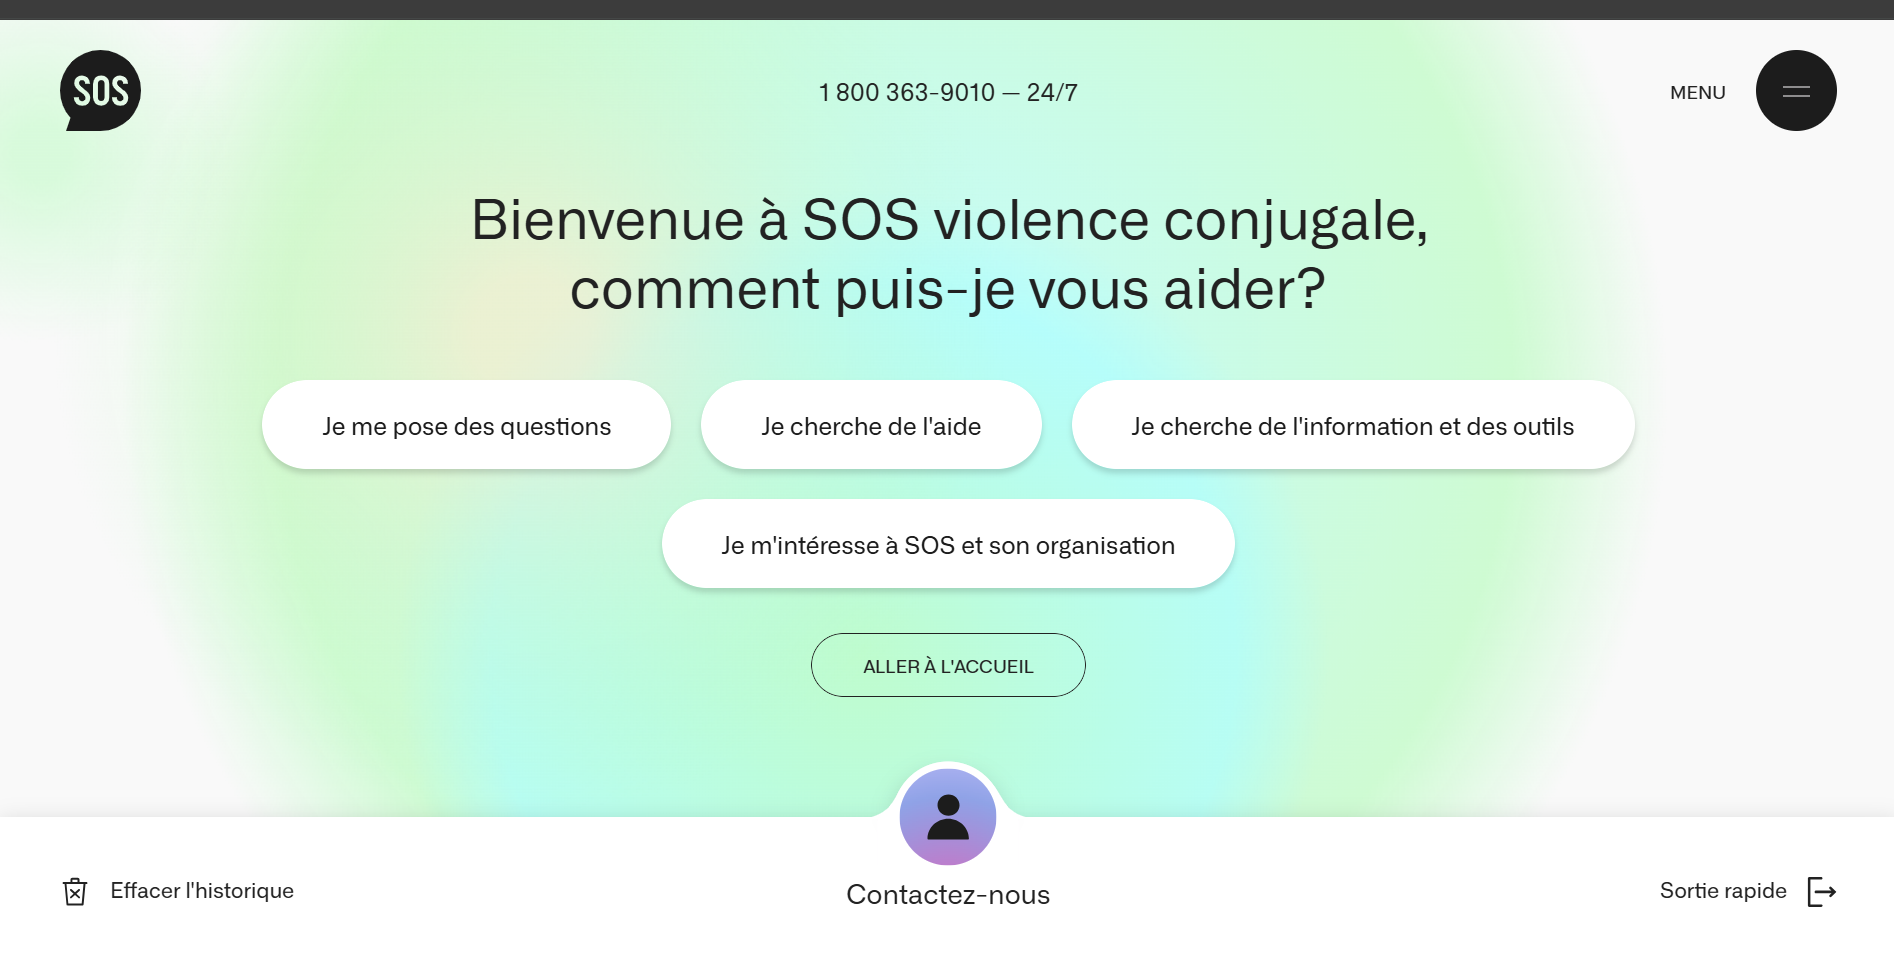 SOS
1 800 363-9010 — 24/7
MENU
Bienvenue à SOS violence conjugale,
comment puis-je vous aider?
Je me pose des questions
Je cherche de l'aide
Je cherche de l'information et des outils
Je m'intéresse à SOS et son organisation
ALLER À L'ACCUEIL
Effacer l'historique
Contactez-nous
Sortie rapide